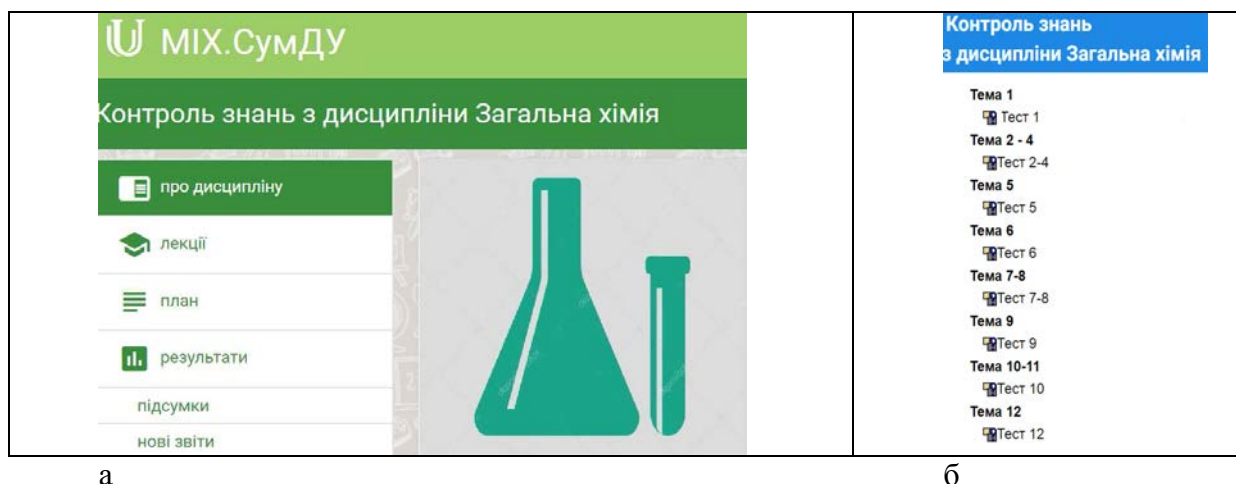 МІХ.СумДУ
Контроль знань з дисципліни Загальна хімія
про дисципліну
лекції
план
результати
підсумки
нові звіти
а
Контроль знань
з дисципліни Загальна хімія
Тема 1
Тест 1
Тема 2 - 4
Тест 2-4
Тема 5
Тест 5
Тема 6
Тест 6
Тема 7-8
Тест 7-8
Тема 9
Тест 9
Тема 10-11
Тест 10
Тема 12
Тест 12
б